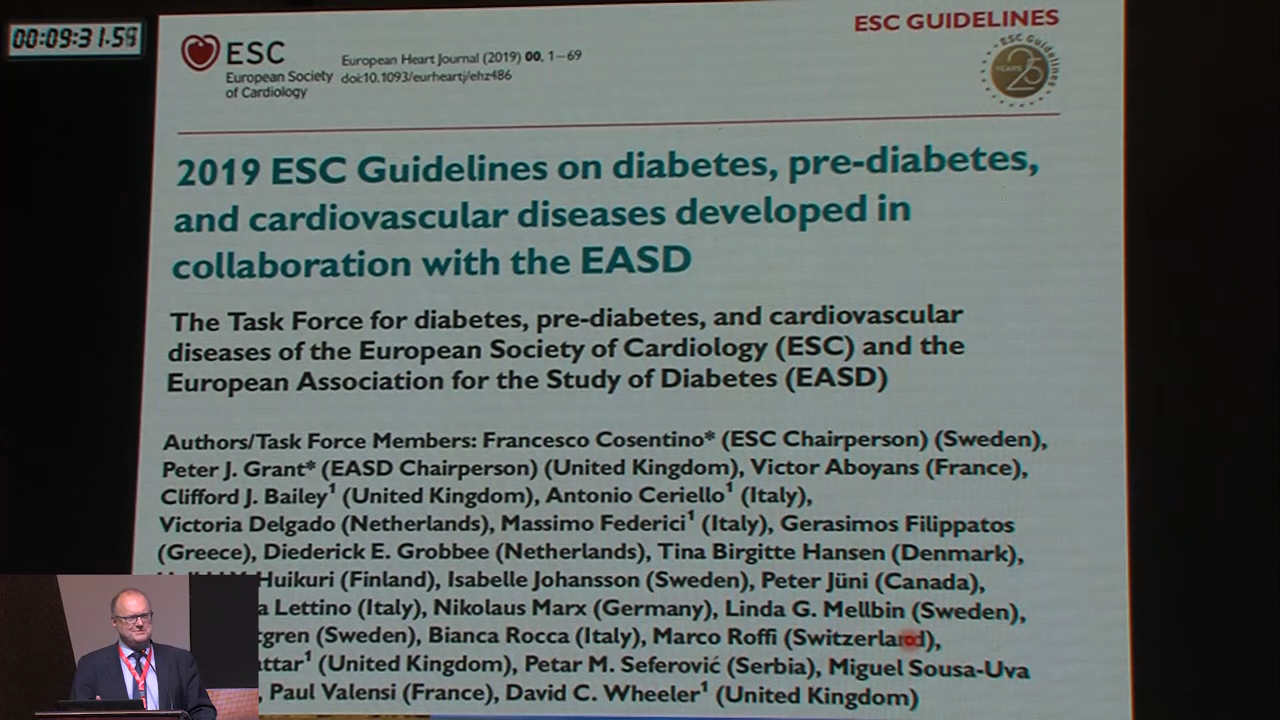 00:09:31.59
ESC GUIDELINES
ESC
European Society
of Cardiology
European Heart Journal (2019) 00, 1–69
doi:10.1093/eurheartj/ehz486
ESC Guidelines
YEARS 25
2019 ESC Guidelines on diabetes, pre-diabetes,
and cardiovascular diseases developed in
collaboration with the EASD
The Task Force for diabetes, pre-diabetes, and cardiovascular
diseases of the European Society of Cardiology (ESC) and the
European Association for the Study of Diabetes (EASD)
Authors/Task Force Members: Francesco Cosentino* (ESC Chairperson) (Sweden),
Peter J. Grant* (EASD Chairperson) (United Kingdom), Victor Aboyans (France),
Clifford J. Bailey1 (United Kingdom), Antonio Ceriello1 (Italy),
Victoria Delgado (Netherlands), Massimo Federici1 (Italy), Gerasimos Filippatos
(Greece), Diederick E. Grobbee (Netherlands), Tina Birgitte Hansen (Denmark),
Huikuri (Finland), Isabelle Johansson (Sweden), Peter Jüni (Canada),
a Lettino (Italy), Nikolaus Marx (Germany), Linda G. Mellbin (Sweden),
tgren (Sweden), Bianca Rocca (Italy), Marco Roffi (Switzerland),
ttar1 (United Kingdom), Petar M. Seferović (Serbia), Miguel Sousa-Uva
, Paul Valensi (France), David C. Wheeler1 (United Kingdom)